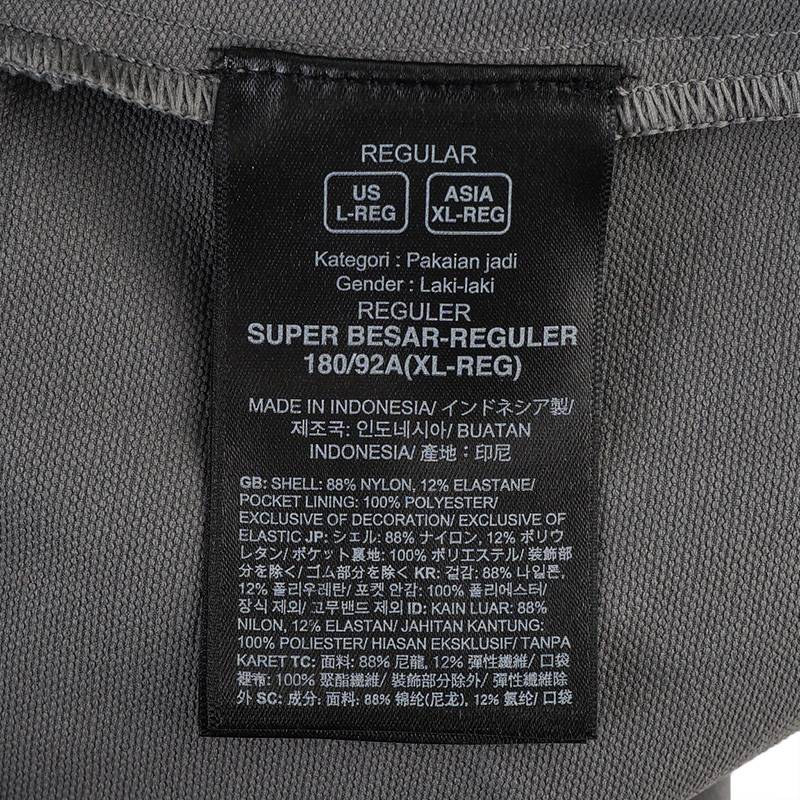 REGULAR
US ASIA
L-REG XL-REG
Kategori : Pakaian jadi
Gender : Laki-laki
REGULER
SUPER BESAR-REGULER
180/92A(XL-REG)
MADE IN INDONESIA/ インドネシア製/
제조국: 인도네시아/ BUATAN
INDONESIA/ 產地：印尼
GB: SHELL: 88% NYLON, 12% ELASTANE/
POCKET LINING: 100% POLYESTER/
EXCLUSIVE OF DECORATION/ EXCLUSIVE OF
ELASTIC JP: シェル: 88% ナイロン, 12% ポリウ
レタン/ ポケット裏地: 100% ポリエステル/ 装飾部
分を除く/ ゴム部分を除く KR: 겉감: 88% 나일론,
12% 폴리우레탄/ 포켓 안감: 100% 폴리에스터/
장식 제외/ 고무밴드 제외 ID: KAIN LUAR: 88%
NILON, 12% ELASTAN/ JAHITAN KANTUNG:
100% POLIESTER/ HIASAN EKSKLUSIF/ TANPA
KARET TC: 面料: 88% 尼龍, 12% 彈性纖維/ 口袋
裡布: 100% 聚酯纖維/ 裝飾部分除外/ 彈性纖維除
外 SC: 成分: 面料: 88% 锦纶(尼龙), 12% 氨纶/ 口袋